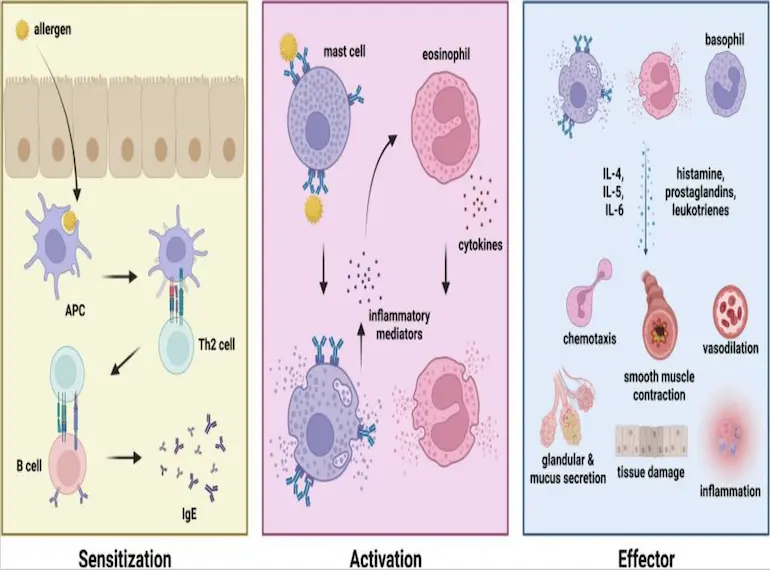 allergen
APC
Th2 cell
B cell
IgE
Sensitization
mast cell
eosinophil
cytokines
inflammatory
mediators
Activation
basophil
IL-4,
IL-5,
IL-6
histamine,
prostaglandins,
leukotrienes
chemotaxis
smooth muscle
contraction
vasodilation
glandular &
mucus secretion
tissue damage
inflammation
Effector